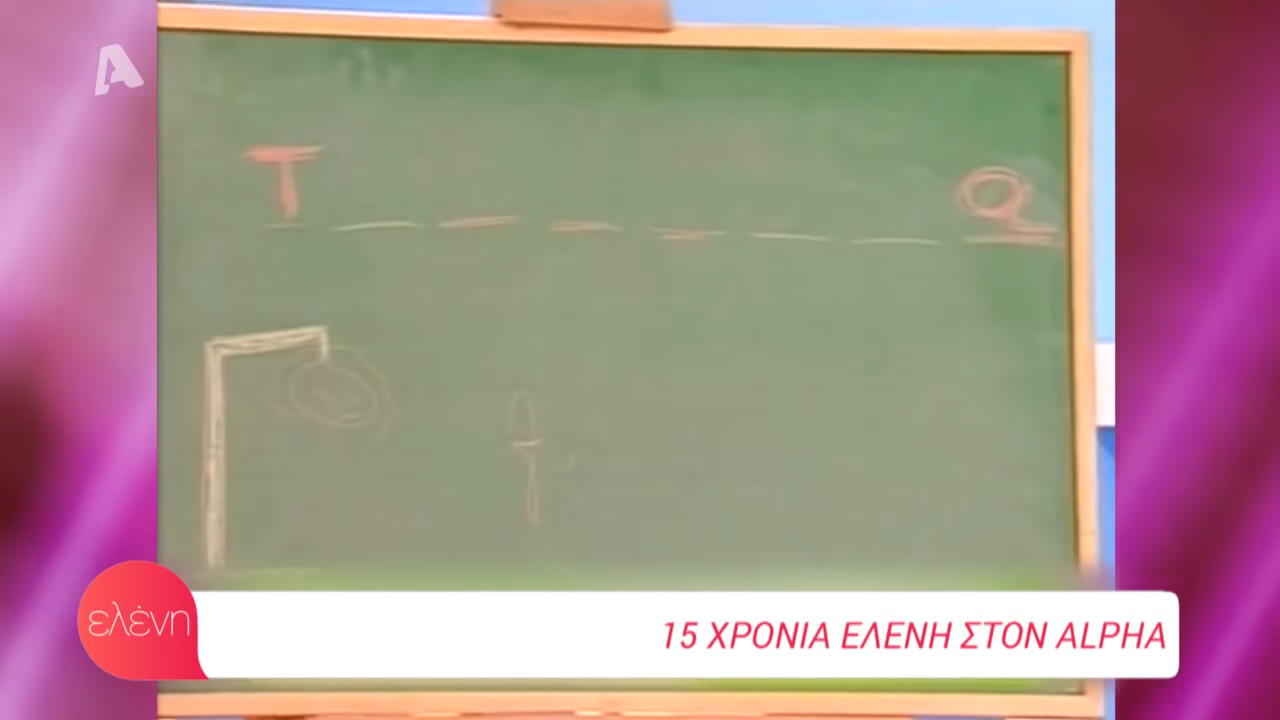 A
Τ _ _ _ _ _ _ Ω
φ
ελένη
15 ΧΡΟΝΙΑ ΕΛΕΝΗ ΣΤΟΝ ALPHA